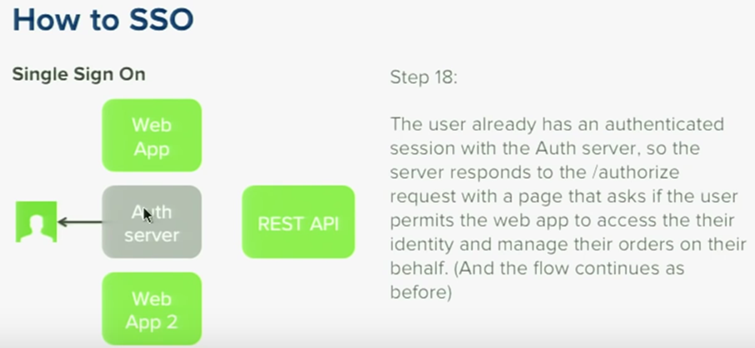 How to SSO
Single Sign On
Web
App
Auth
server
REST API
Web
App 2
Step 18:
The user already has an authenticated
session with the Auth server, so the
server responds to the /authorize
request with a page that asks if the user
permits the web app to access the their
identity and manage their orders on their
behalf. (And the flow continues as
before)